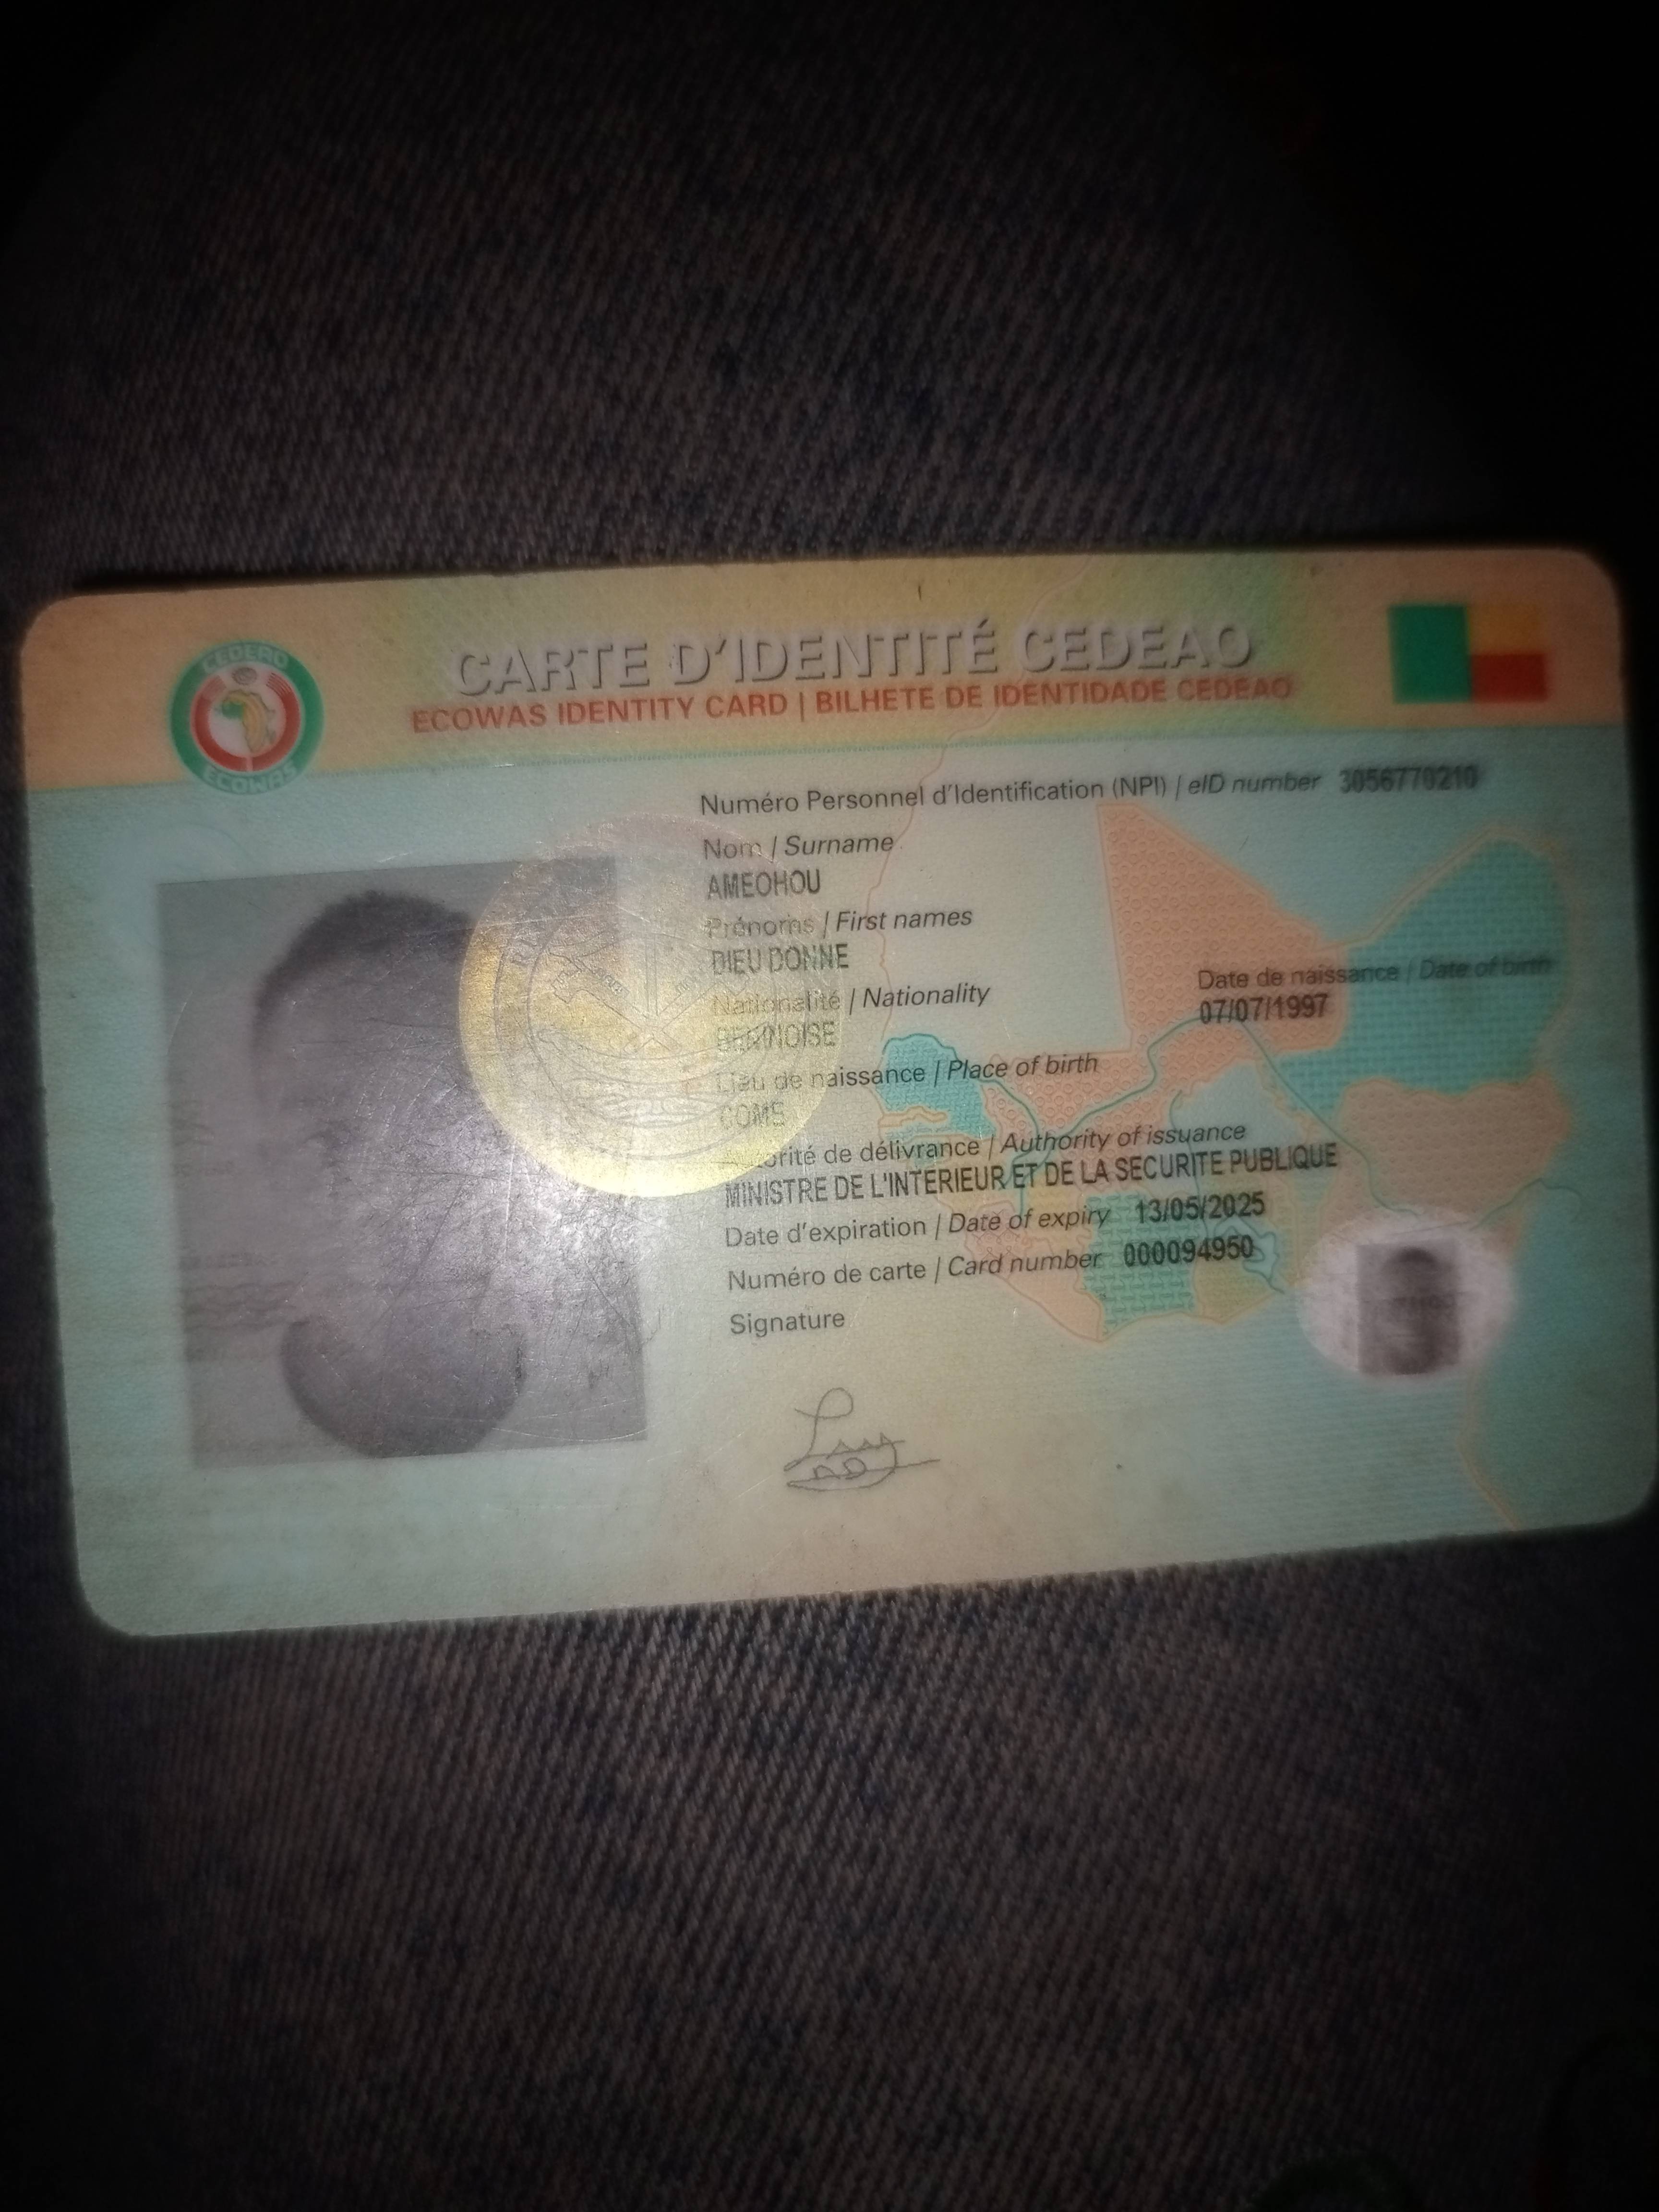 CARTE D'IDENTITÉ CEDEAO
ECOWAS IDENTITY CARD | BILHETE DE IDENTIDADE CEDEAO
CEDEAO
ECOWAS
Numéro Personnel d'Identification (NPI) | eID number 3056770210
Nom | Surname
AMEOHOU
Prénoms | First names
DIEU DONNE
Nationalité | Nationality
BENINOISE
Date de naissance | Date of birth
07/07/1997
Lieu de naissance | Place of birth
COME
de délivrance | Authority of issuance
MINISTRE DE L'INTERIEUR ET DE LA SECURITE PUBLIQUE
Date d'expiration | Date of expiry 13/05/2025
Numéro de carte | Card number 000094950
Signature